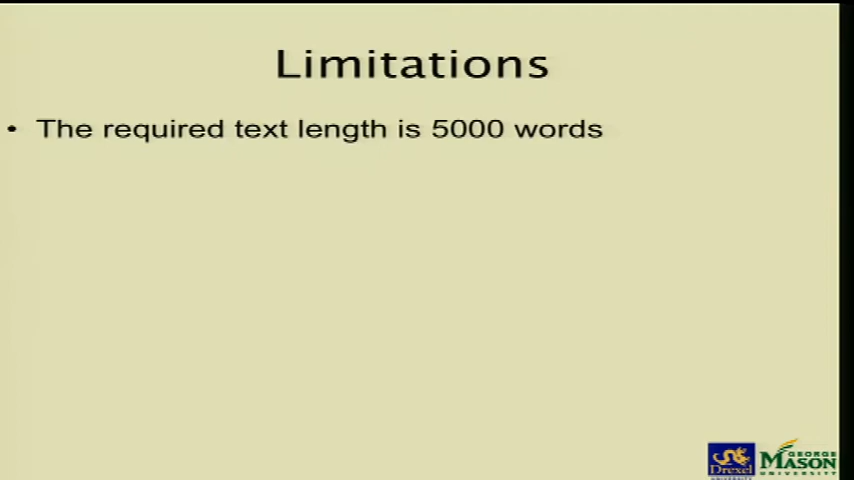 Limitations
• The required text length is 5000 words
Drexel
UNIVERSITY
GEORGE
MASON
UNIVERSITY